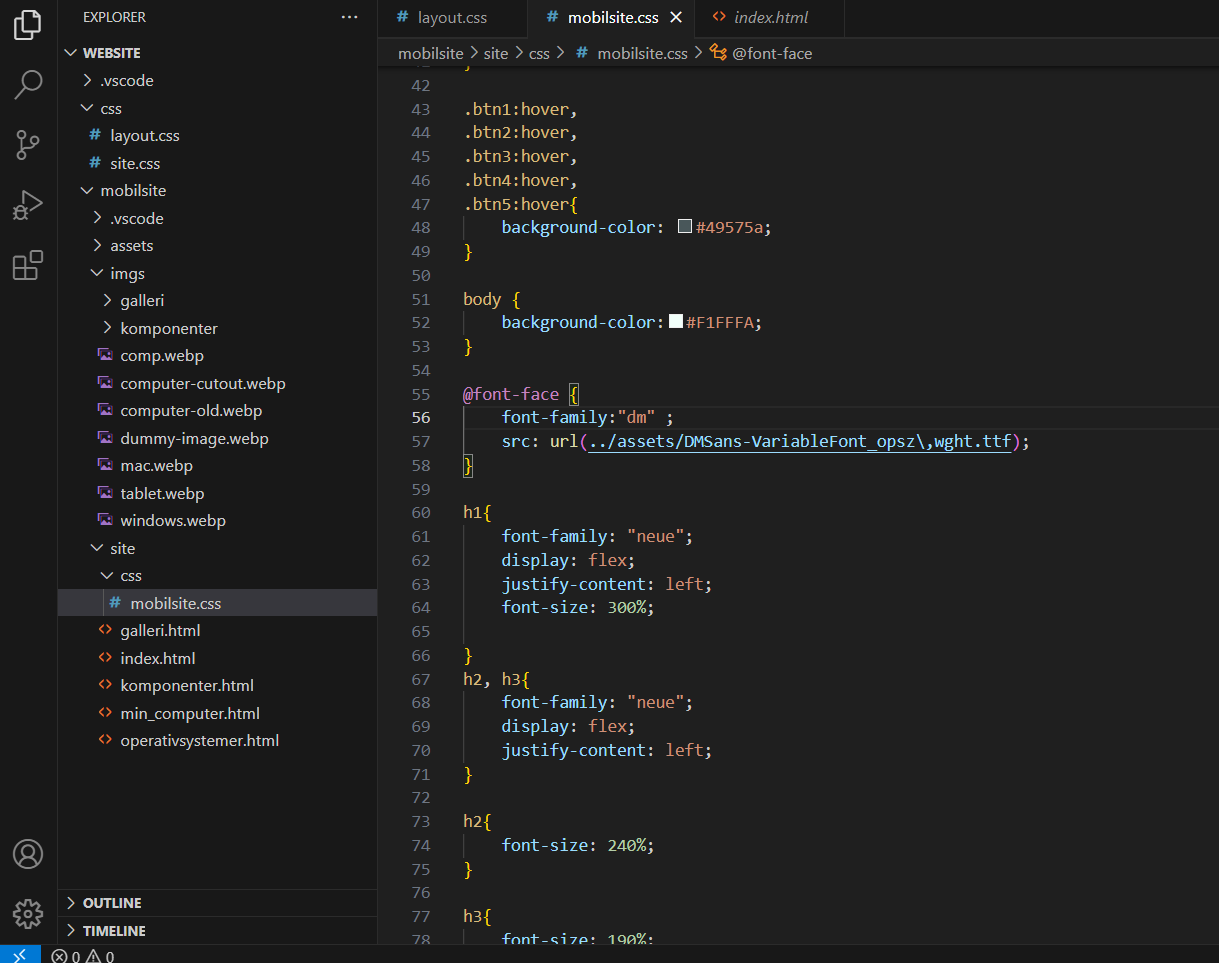 EXPLORER
WEBSITE
.vscode
css
# layout.css
# site.css
mobilsite
.vscode
assets
imgs
galleri
komponenter
comp.webp
computer-cutout.webp
computer-old.webp
dummy-image.webp
mac.webp
tablet.webp
windows.webp
site
css
# mobilsite.css
<> galleri.html
<> index.html
<> komponenter.html
<> min_computer.html
<> operativsystemer.html
OUTLINE
TIMELINE
0 0
# layout.css
# mobilsite.css
<> index.html
mobilsite > site > css > # mobilsite.css > @font-face
42
43 .btn1:hover,
44 .btn2:hover,
45 .btn3:hover,
46 .btn4:hover,
47 .btn5:hover{
48 background-color: #49575a;
49 }
50
51 body {
52 background-color: #F1FFFA;
53 }
54
55 @font-face {
56 font-family:"dm" ;
57 src: url(../assets/DMSans-VariableFont_opsz\,wght.ttf);
58 }
59
60 h1{
61 font-family: "neue";
62 display: flex;
63 justify-content: left;
64 font-size: 300%;
65
66 }
67 h2, h3{
68 font-family: "neue";
69 display: flex;
70 justify-content: left;
71 }
72
73 h2{
74 font-size: 240%;
75 }
76
77 h3{
78 font-size: 190%;